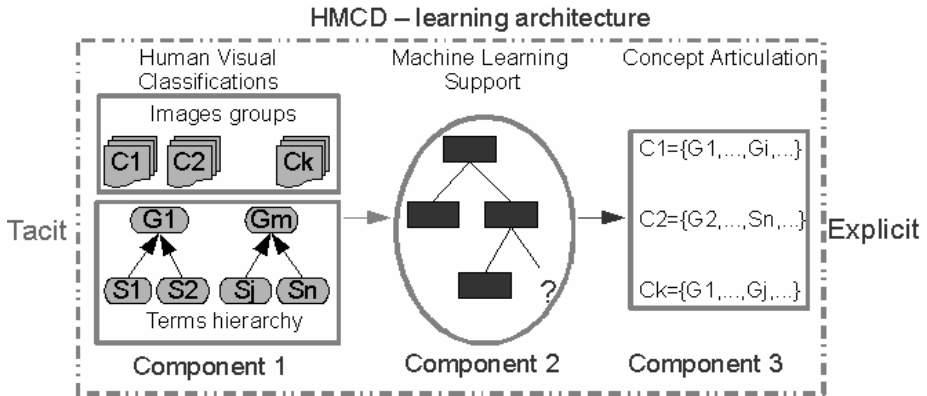 HMCD – learning architecture
Human Visual
Classifications
Images groups
C1
C2
Ck
G1
Gm
S1
S2
Sj
Sn
Terms hierarchy
Component 1
Machine Learning
Support
?
Component 2
Concept Articulation
C1={G1,...,Gi,...}
C2={G2,...,Sn,...}
Ck={G1,...,Gj,...}
Component 3
Tacit
Explicit